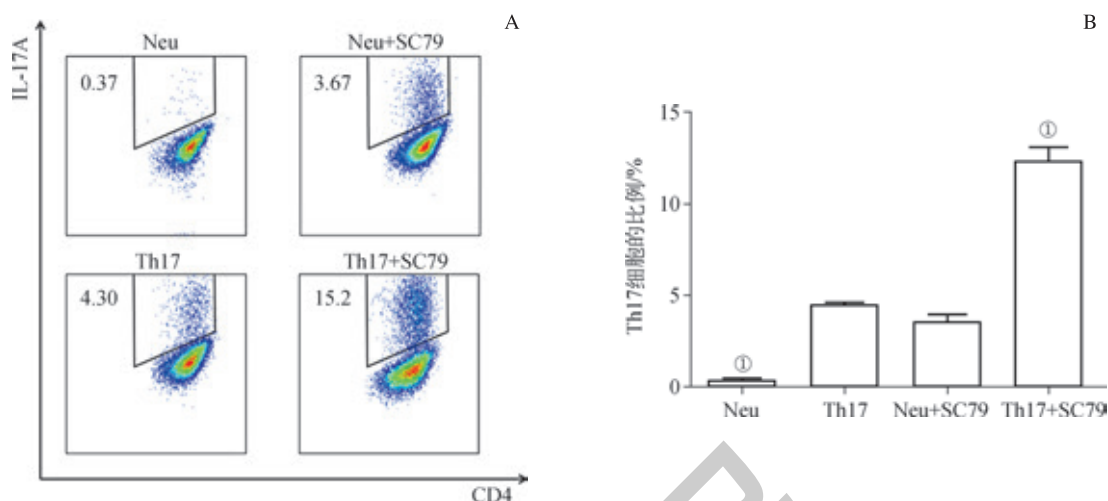 A
IL-17A
Neu
0.37
Neu+SC79
3.67
Th17
4.30
Th17+SC79
15.2
CD4
B
Th17细胞的比例/%
15
10
5
0
①
①
Neu
Th17
Neu+SC79
Th17+SC79